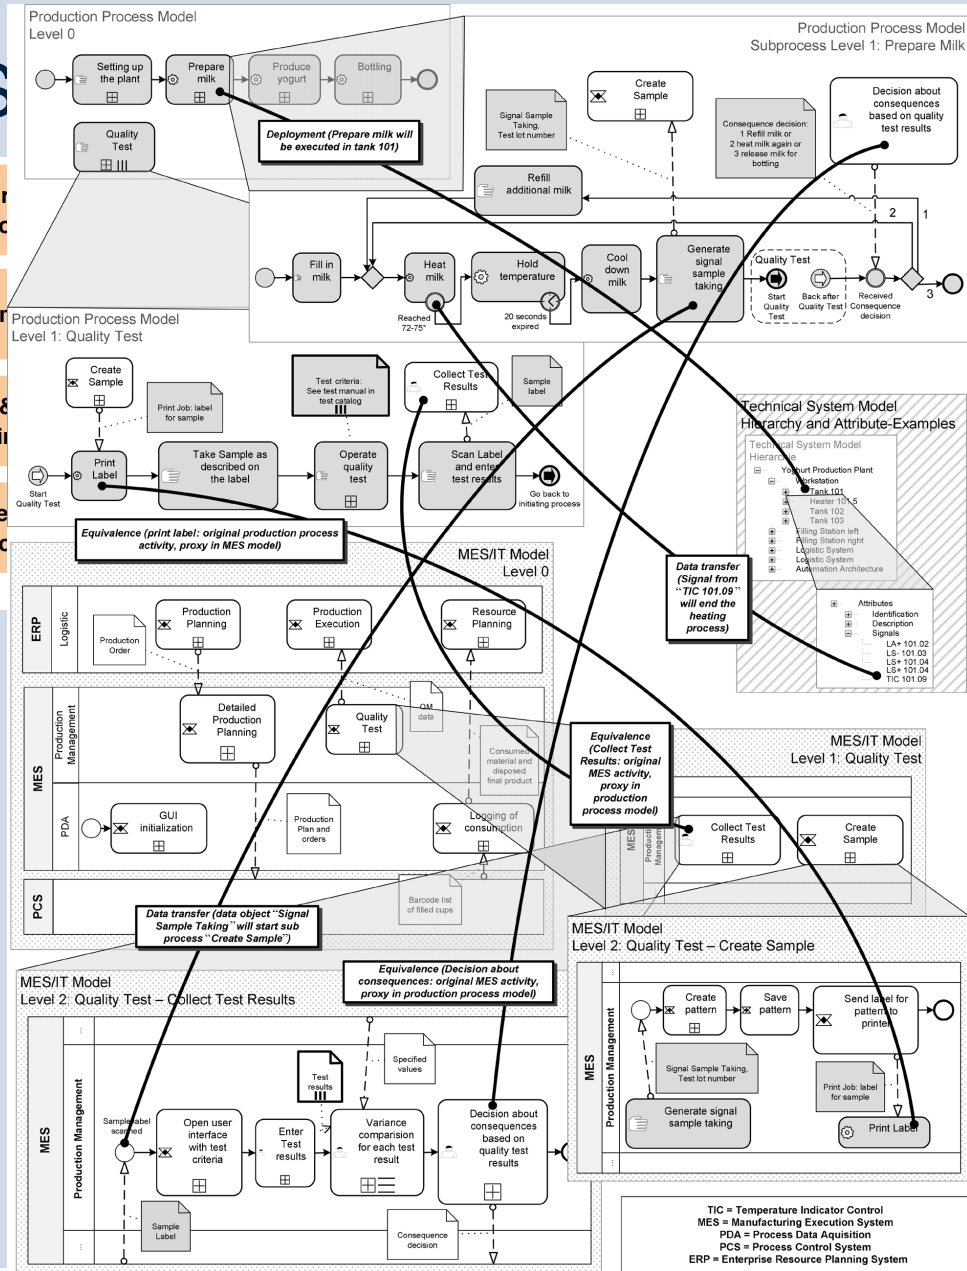 Production Process Model
Level 0
Setting up
the plant
Prepare
milk
Produce
yogurt
Bottling
Quality
Test
Deployment (Prepare milk will
be executed in tank 101)
Production Process Model
Subprocess Level 1: Prepare Milk
Signal Sample
Taking,
Test lot number
Create
Sample
Consequence decision:
1 Refill milk or
2 heat milk again or
3 release milk for
bottling
Decision about
consequences
based on quality
test results
Refill
additional milk
2
1
Fill in
milk
Heat
milk
Hold
temperature
Cool
down
milk
Generate
signal
sample
taking
Quality Test
Start
Quality
Test
Back after
Quality Test
Received
Consequence
decision
3
Reached
72-75°
20 seconds
expired
Production Process Model
Level 1: Quality Test
Create
Sample
Print Job: label
for sample
Test criteria:
See test manual in
test catalog
Collect Test
Results
Sample
label
Start
Quality Test
Print
Label
Take Sample as
described on
the label
Operate
quality
test
Scan Label
and enter
test results
Go back to
initiating process
Equivalence (print label: original production process
activity, proxy in MES model)
Technical System Model
Hierarchy and Attribute-Examples
Technical System Model
Hierarchie
Yoghurt Production Plant
Workstation
Tank 101
Heater 101.5
Tank 102
Tank 103
Filling Station left
Filling Station right
Logistic System
Logistic System
Automation Architecture
Attributes
Identification
Description
Signals
LA+ 101.02
LS- 101.03
LS+ 101.04
LS+ 101.04
TIC 101.09
Data transfer
(Signal from
"TIC 101.09"
will end the
heating
process)
MES/IT Model
Level 0
ERP
Logistic
Production
Order
Production
Planning
Production
Execution
Resource
Planning
MES
Production
Management
Detailed
Production
Planning
Quality
Test
QM
data
Consumed
material and
disposed
final product
PDA
GUI
initialization
Production
Plan and
orders
Logging of
consumption
PCS
Barcode list
of filled cups
Equivalence
(Collect Test
Results: original
MES activity,
proxy in
production
process model)
MES/IT Model
Level 1: Quality Test
MES
Production
Management
Collect Test
Results
Create
Sample
Data transfer (data object "Signal
Sample Taking" will start sub
process "Create Sample")
Equivalence (Decision about
consequences: original MES activity,
proxy in production process model)
MES/IT Model
Level 2: Quality Test – Collect Test Results
MES
Production Management
Sample label
scanned
Open user
interface
with test
criteria
Enter
Test
results
Test
results
Specified
values
Variance
comparision
for each test
result
Decision about
consequences
based on
quality test
results
Sample
Label
Consequence
decision
MES/IT Model
Level 2: Quality Test – Create Sample
MES
Production Management
Create
pattern
Save
pattern
Send label for
pattern to
printer
Signal Sample Taking,
Test lot number
Print Job: label
for sample
Generate signal
sample taking
Print Label
TIC = Temperature Indicator Control
MES = Manufacturing Execution System
PDA = Process Data Aquisition
PCS = Process Control System
ERP = Enterprise Resource Planning System